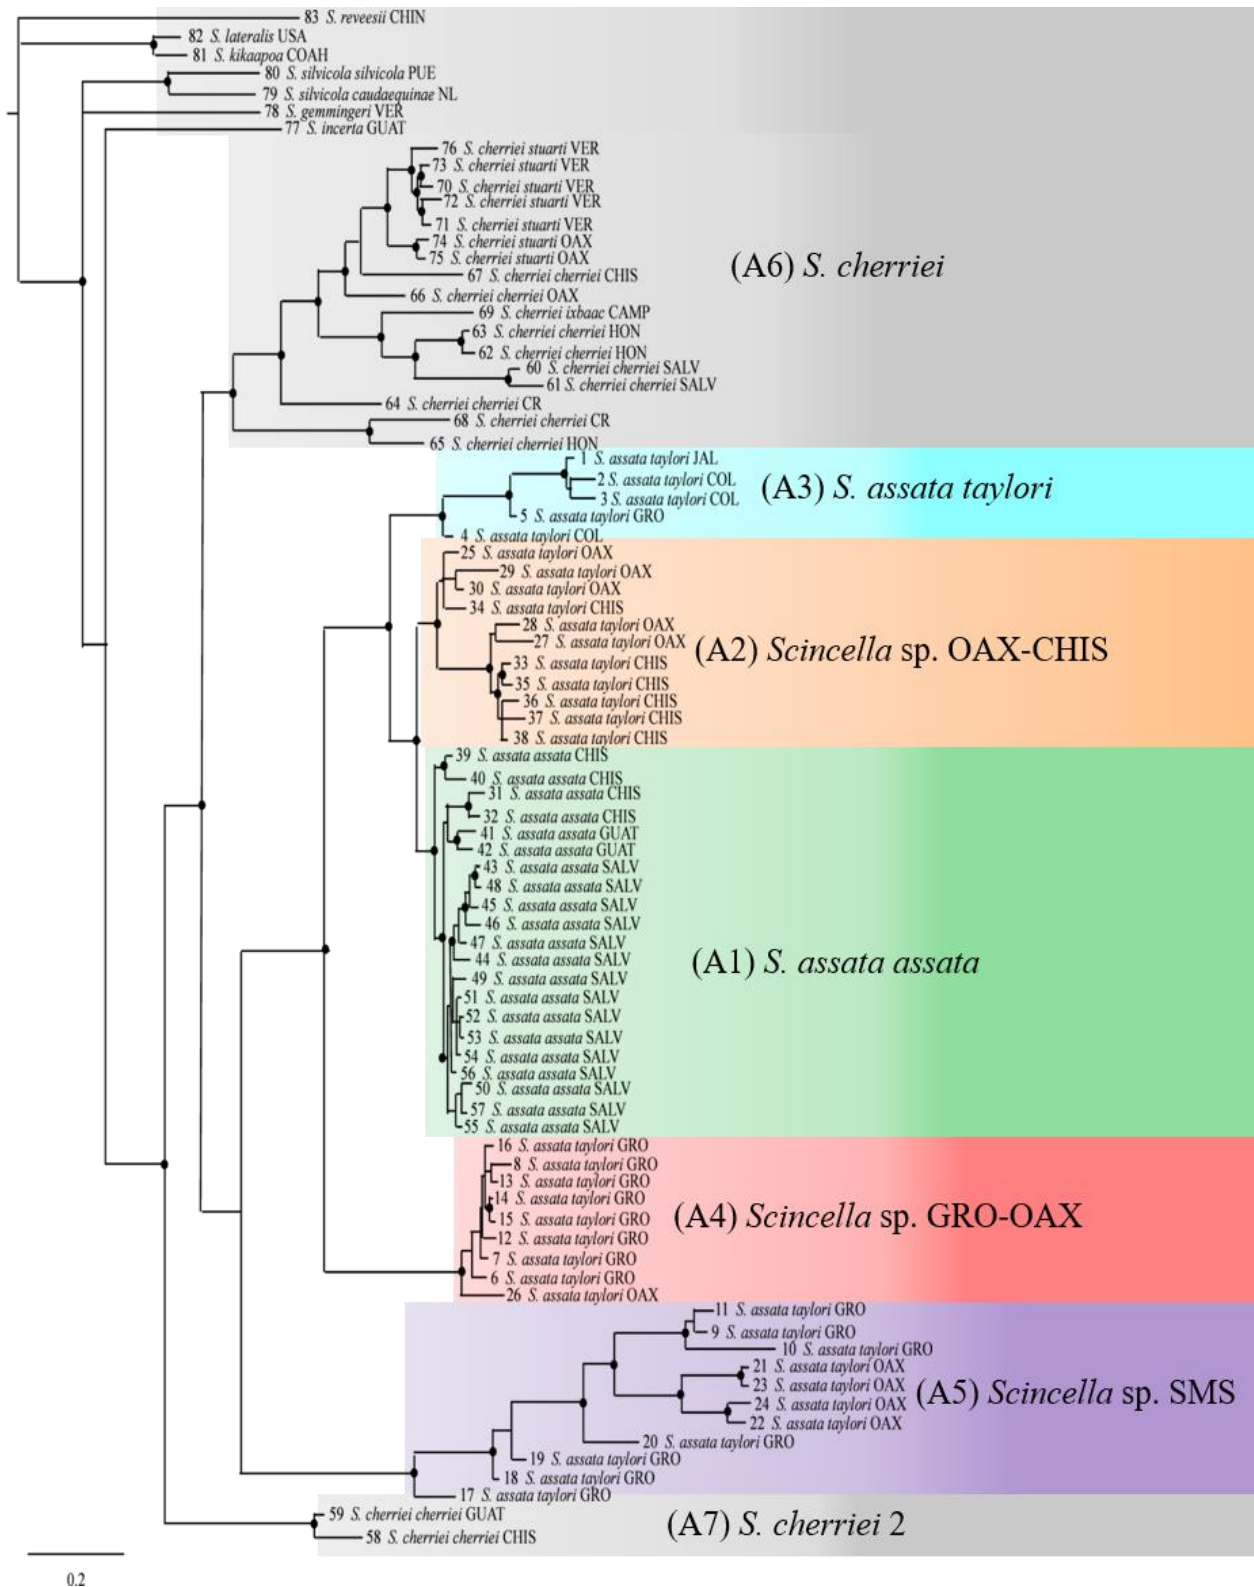 83 S. reveesii CHIN
82 S. lateralis USA
81 S. kikaapoa COAH
80 S. silvicola silvicola PUE
79 S. silvicola caudaequinae NL
78 S. gemmingeri VER
77 S. incerta GUAT
76 S. cherriei stuarti VER
73 S. cherriei stuarti VER
70 S. cherriei stuarti VER
72 S. cherriei stuarti VER
71 S. cherriei stuarti VER
74 S. cherriei stuarti OAX
75 S. cherriei stuarti OAX
(A6) S. cherriei
67 S. cherriei cherriei CHIS
66 S. cherriei cherriei OAX
69 S. cherriei ixbaac CAMP
63 S. cherriei cherriei HON
62 S. cherriei cherriei HON
60 S. cherriei cherriei SALV
61 S. cherriei cherriei SALV
64 S. cherriei cherriei CR
68 S. cherriei cherriei CR
65 S. cherriei cherriei HON
1 S. assata taylori JAL
2 S. assata taylori COL
(A3) S. assata taylori
3 S. assata taylori COL
5 S. assata taylori GRO
4 S. assata taylori COL
25 S. assata taylori OAX
29 S. assata taylori OAX
30 S. assata taylori OAX
34 S. assata taylori CHIS
28 S. assata taylori OAX
27 S. assata taylori OAX
(A2) Scincella sp. OAX-CHIS
33 S. assata taylori CHIS
35 S. assata taylori CHIS
36 S. assata taylori CHIS
37 S. assata taylori CHIS
38 S. assata taylori CHIS
39 S. assata assata CHIS
40 S. assata assata CHIS
31 S. assata assata CHIS
32 S. assata assata CHIS
41 S. assata assata GUAT
42 S. assata assata GUAT
43 S. assata assata SALV
48 S. assata assata SALV
45 S. assata assata SALV
46 S. assata assata SALV
47 S. assata assata SALV
44 S. assata assata SALV
(A1) S. assata assata
49 S. assata assata SALV
51 S. assata assata SALV
52 S. assata assata SALV
53 S. assata assata SALV
54 S. assata assata SALV
56 S. assata assata SALV
50 S. assata assata SALV
57 S. assata assata SALV
55 S. assata assata SALV
16 S. assata taylori GRO
8 S. assata taylori GRO
13 S. assata taylori GRO
14 S. assata taylori GRO
15 S. assata taylori GRO
(A4) Scincella sp. GRO-OAX
12 S. assata taylori GRO
7 S. assata taylori GRO
6 S. assata taylori GRO
26 S. assata taylori OAX
11 S. assata taylori GRO
9 S. assata taylori GRO
10 S. assata taylori GRO
21 S. assata taylori OAX
23 S. assata taylori OAX
(A5) Scincella sp. SMS
24 S. assata taylori OAX
22 S. assata taylori OAX
20 S. assata taylori GRO
19 S. assata taylori GRO
18 S. assata taylori GRO
17 S. assata taylori GRO
59 S. cherriei cherriei GUAT
(A7) S. cherriei 2
58 S. cherriei cherriei CHIS
0.2